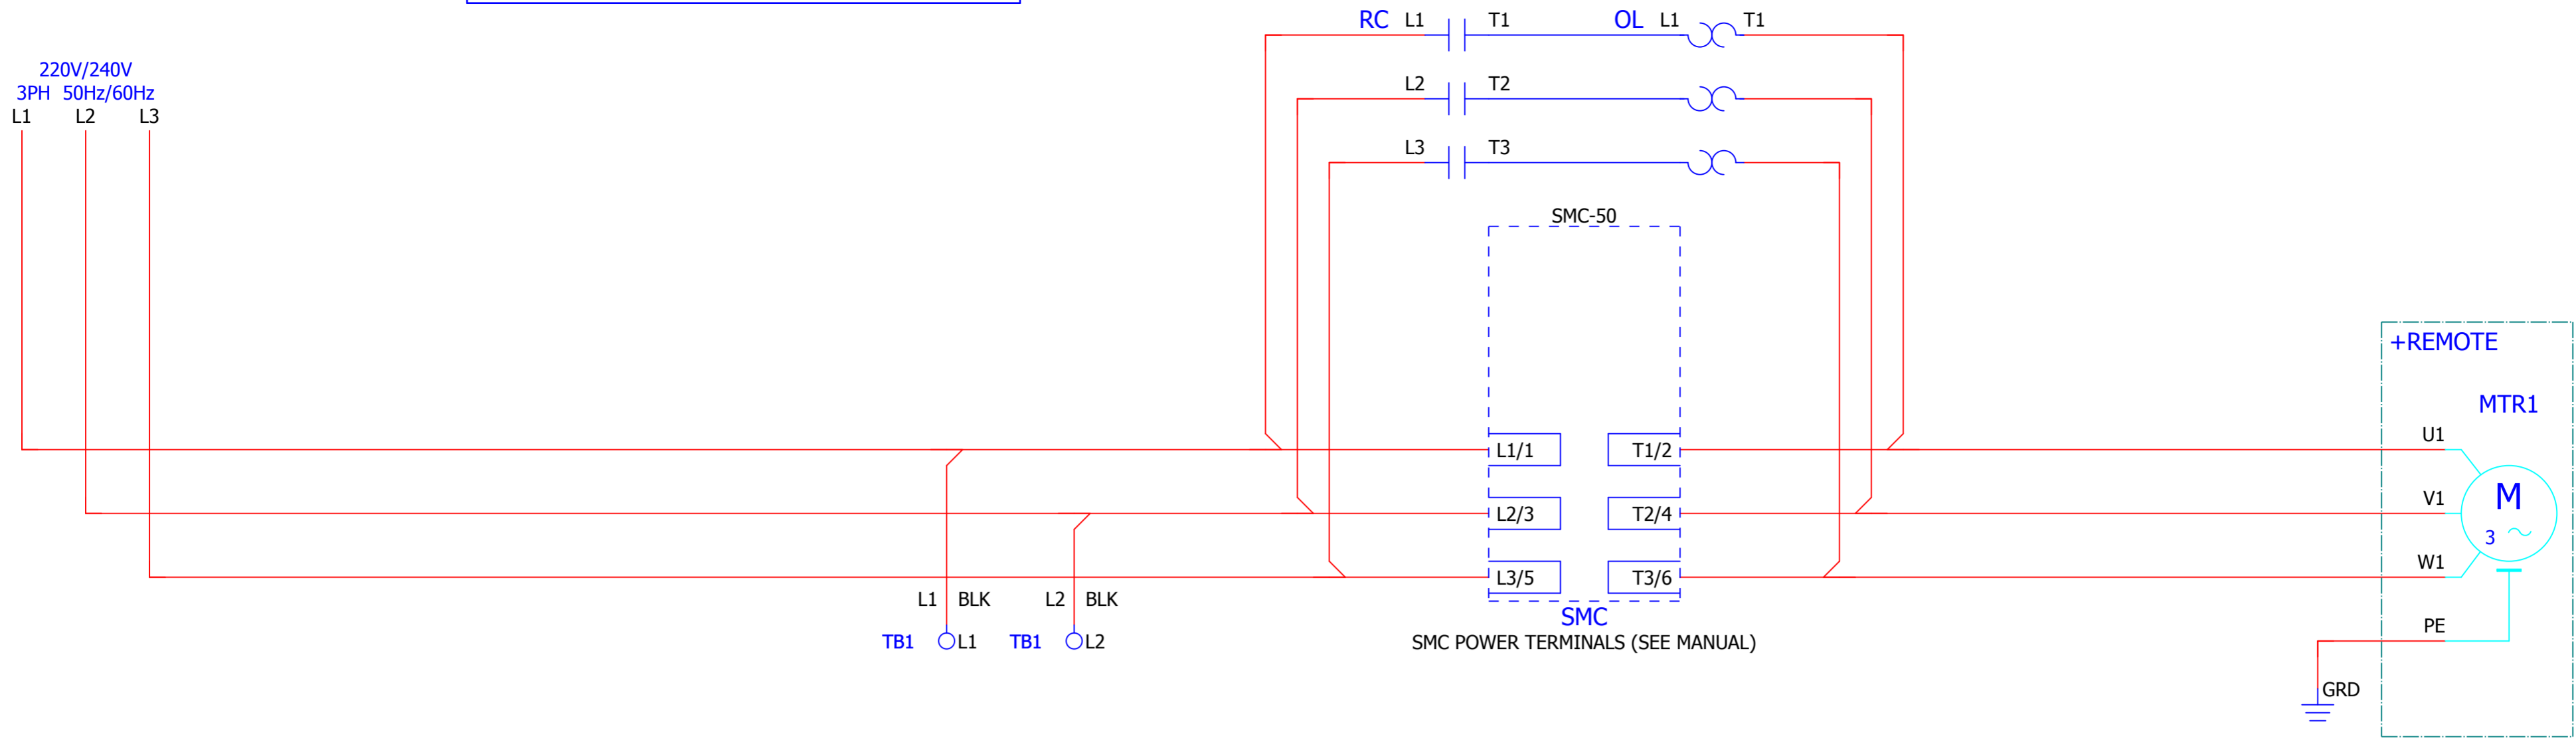 RC L1 T1 OL L1 T1
220V/240V
3PH 50Hz/60Hz
L1 L2 L3
L2 T2
L3 T3
SMC-50
+REMOTE
MTR1
L1/1 T1/2 U1
L2/3 T2/4 V1
M
3
L3/5 T3/6 W1
L1 BLK L2 BLK
SMC
TB1 L1 TB1 L2
SMC POWER TERMINALS (SEE MANUAL)
PE
GRD